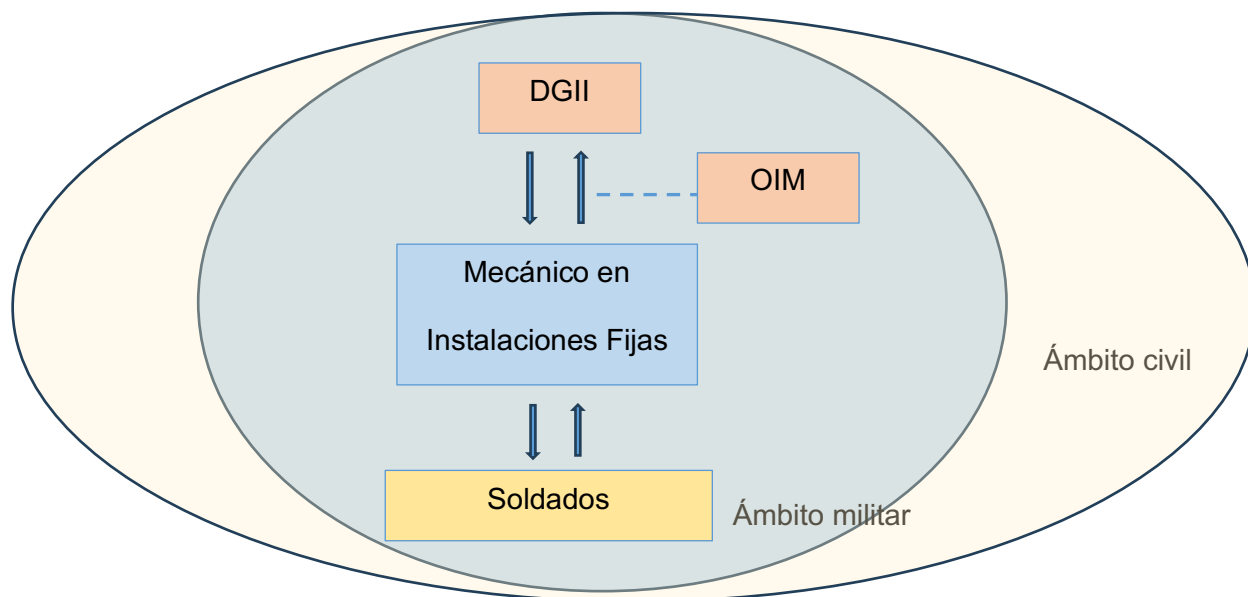 DGII
OIM
Mecánico en
Instalaciones Fijas
Ámbito civil
Soldados
Ámbito militar